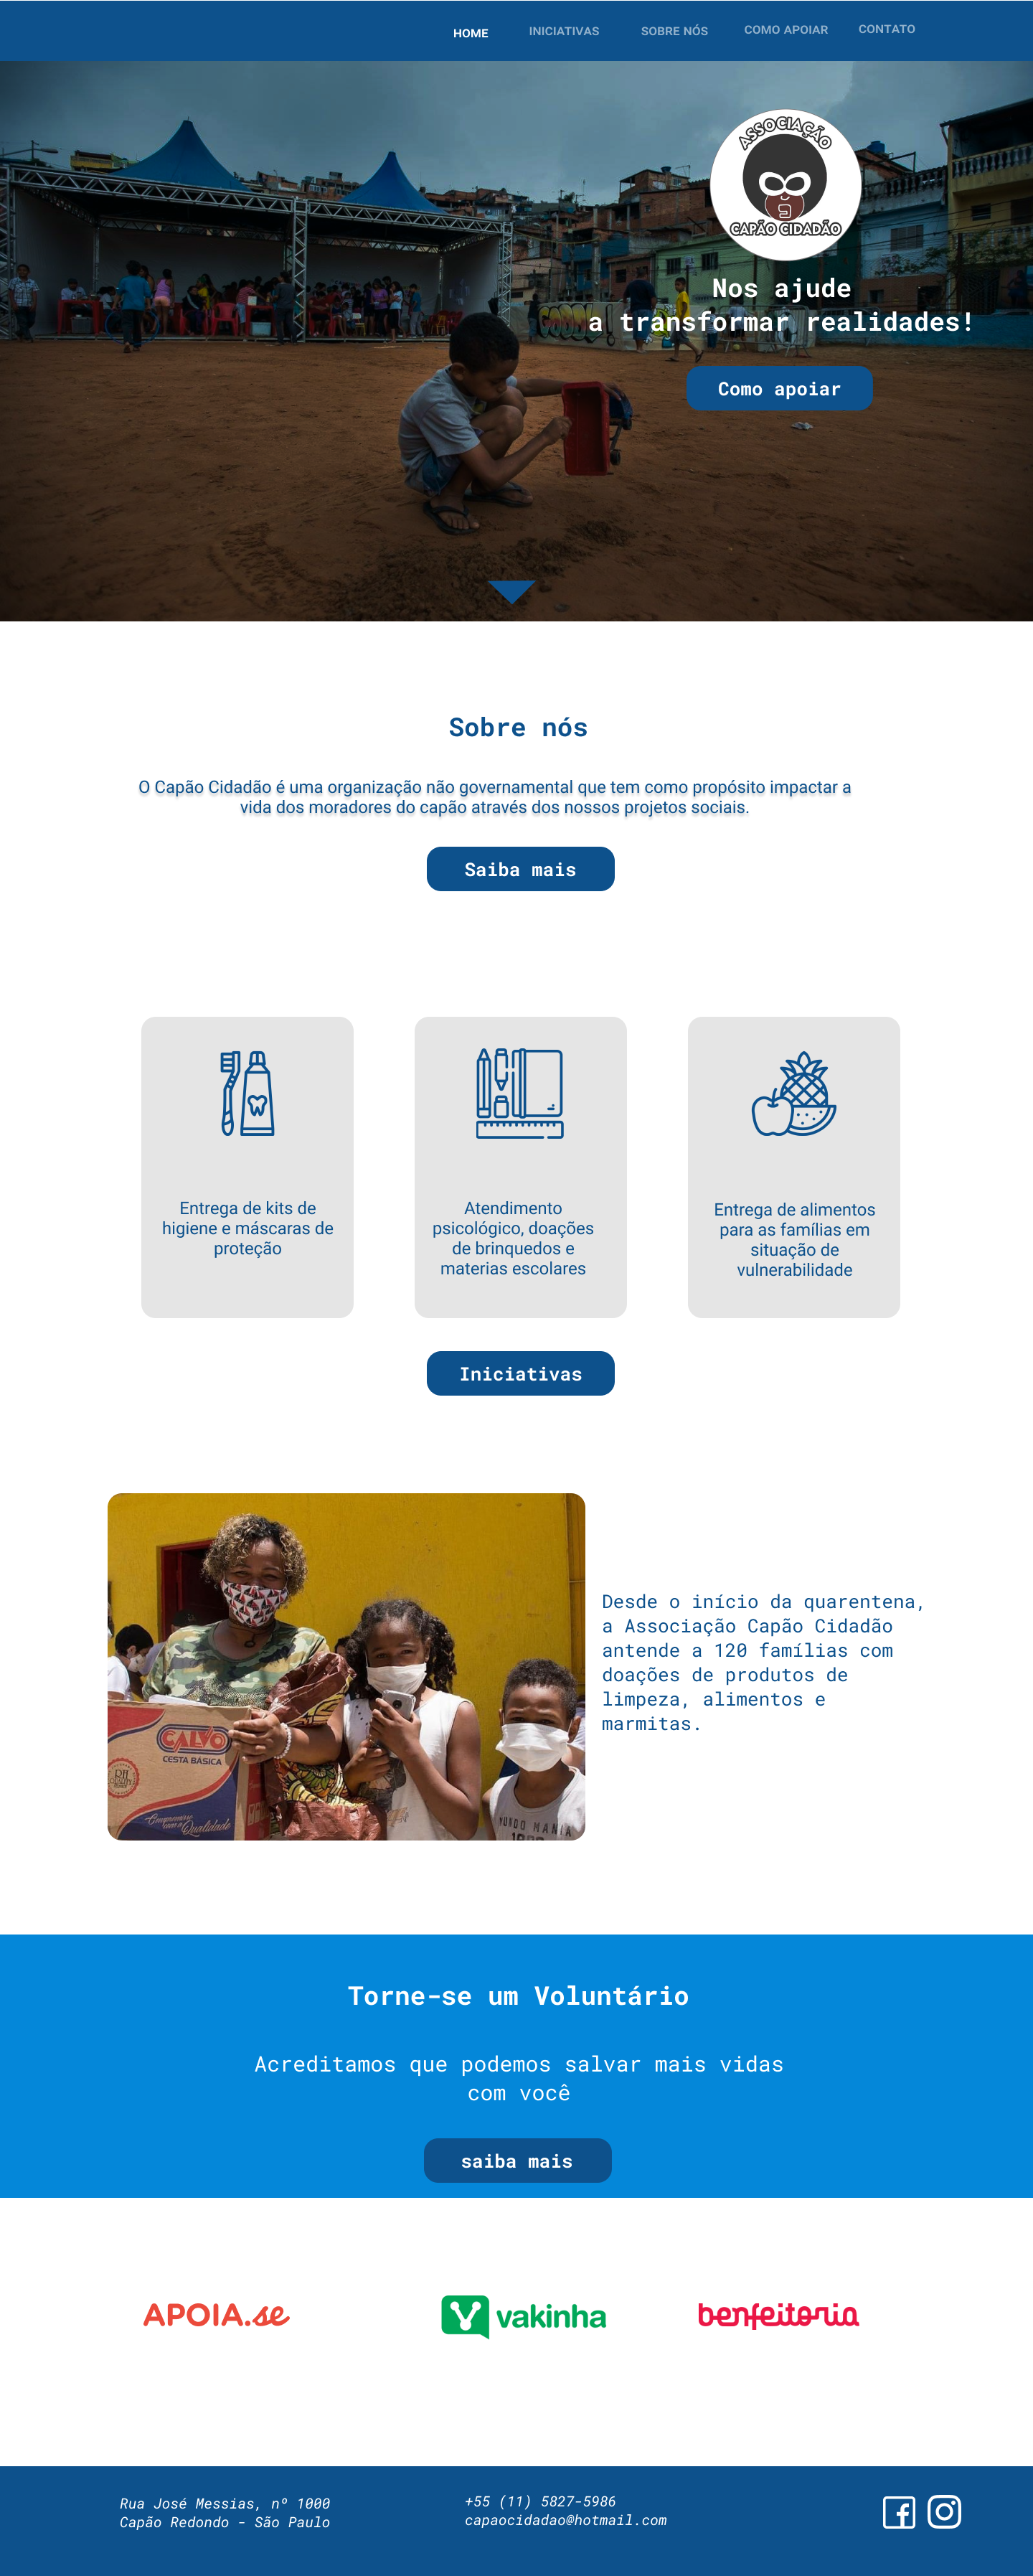 HOME
INICIATIVAS
SOBRE NÓS
COMO APOIAR
CONTATO
ASSOCIAÇÃO
CAPÃO CIDADÃO
Nos ajude
a transformar realidades!
Como apoiar
Sobre nós
O Capão Cidadão é uma organização não governamental que tem como propósito impactar a
vida dos moradores do capão através dos nossos projetos sociais.
Saiba mais
Entrega de kits de
higiene e máscaras de
proteção
Atendimento
psicológico, doações
de brinquedos e
materias escolares
Entrega de alimentos
para as famílias em
situação de
vulnerabilidade
Iniciativas
CALVO
CESTA BÁSICA
Compromisso
com a Qualidade
MUNDO MANIA
Desde o início da quarentena,
a Associação Capão Cidadão
antende a 120 famílias com
doações de produtos de
limpeza, alimentos e
marmitas.
Torne-se um Voluntário
Acreditamos que podemos salvar mais vidas
com você
saiba mais
APOIA.se
vakinha
benfeitoria
Rua José Messias, nº 1000
Capão Redondo - São Paulo
+55 (11) 5827-5986
capaocidadao@hotmail.com